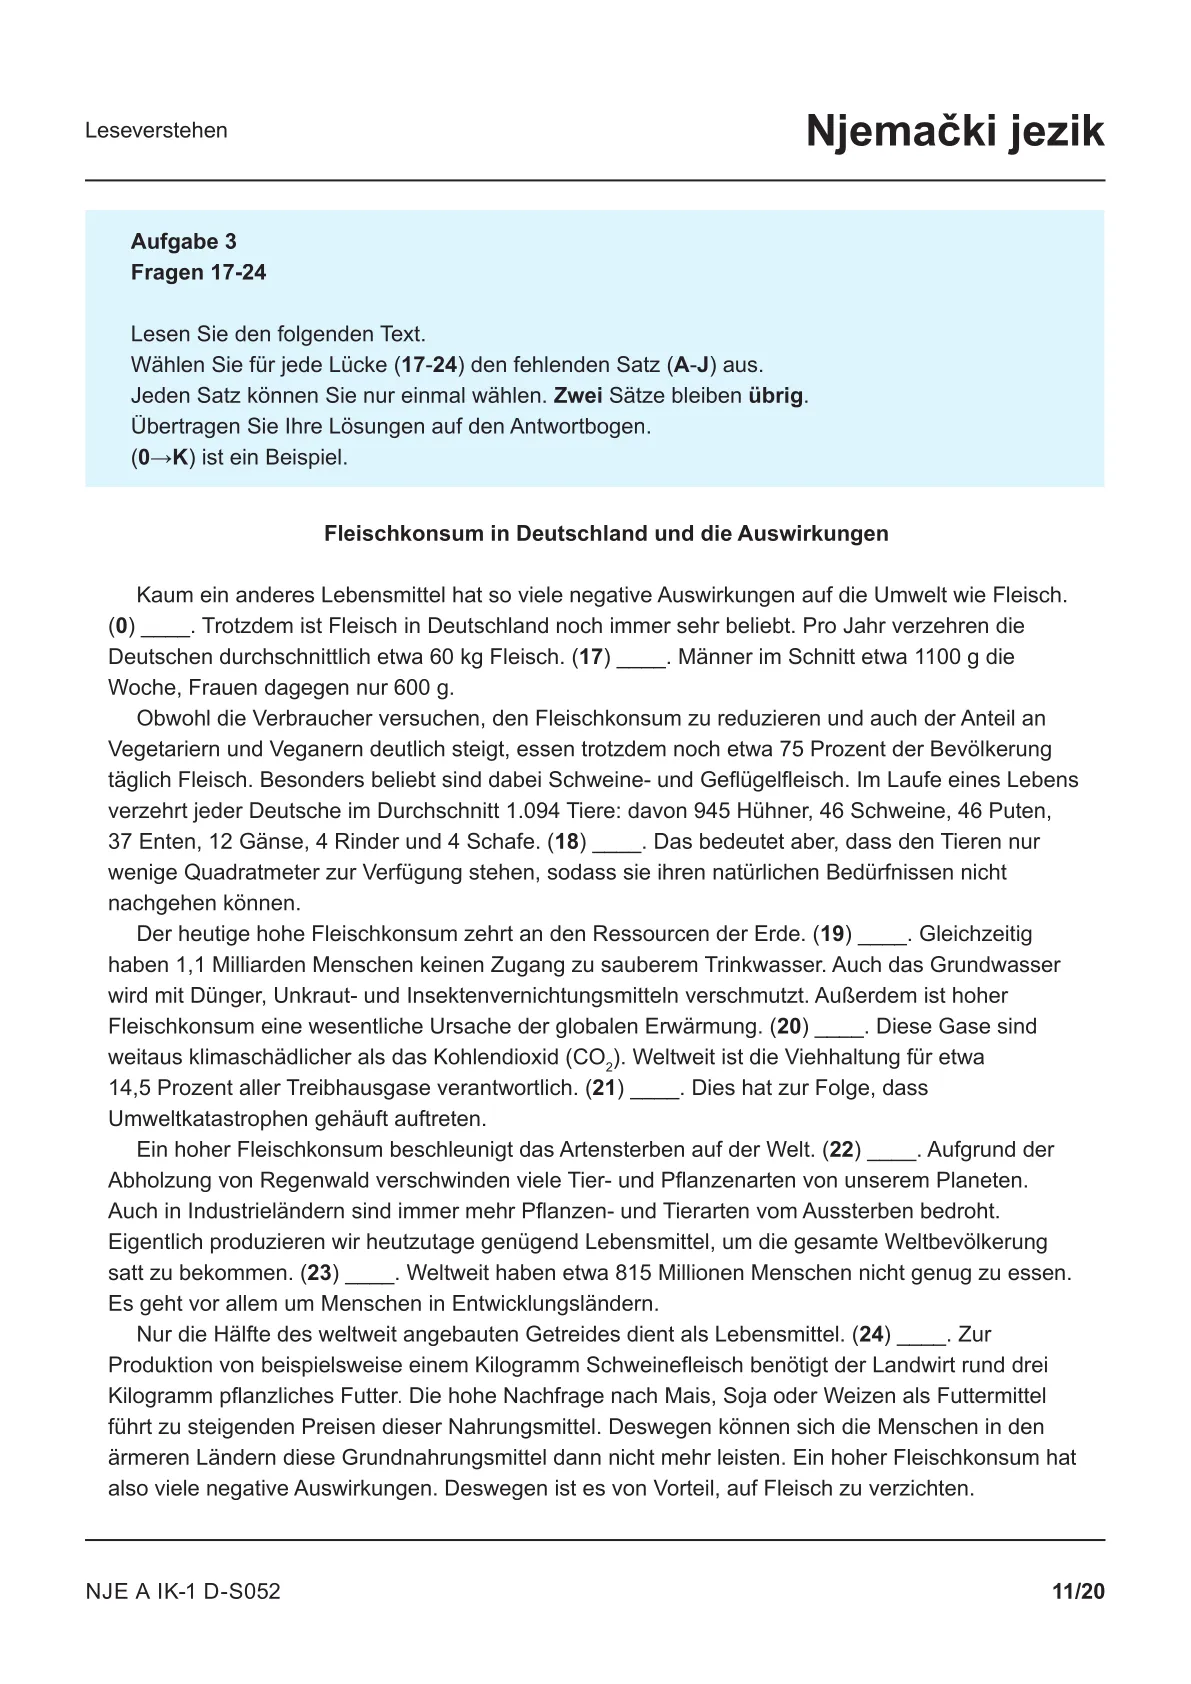 Leseverstehen
Njemački jezik
Aufgabe 3
Fragen 17-24
Lesen Sie den folgenden Text.
Wählen Sie für jede Lücke (17-24) den fehlenden Satz (A-J) aus.
Jeden Satz können Sie nur einmal wählen. Zwei Sätze bleiben übrig.
Übertragen Sie Ihre Lösungen auf den Antwortbogen.
(0→K) ist ein Beispiel.
Fleischkonsum in Deutschland und die Auswirkungen
Kaum ein anderes Lebensmittel hat so viele negative Auswirkungen auf die Umwelt wie Fleisch.
(0) ____. Trotzdem ist Fleisch in Deutschland noch immer sehr beliebt. Pro Jahr verzehren die
Deutschen durchschnittlich etwa 60 kg Fleisch. (17) ____. Männer im Schnitt etwa 1100 g die
Woche, Frauen dagegen nur 600 g.
Obwohl die Verbraucher versuchen, den Fleischkonsum zu reduzieren und auch der Anteil an
Vegetariern und Veganern deutlich steigt, essen trotzdem noch etwa 75 Prozent der Bevölkerung
täglich Fleisch. Besonders beliebt sind dabei Schweine- und Geflügelfleisch. Im Laufe eines Lebens
verzehrt jeder Deutsche im Durchschnitt 1.094 Tiere: davon 945 Hühner, 46 Schweine, 46 Puten,
37 Enten, 12 Gänse, 4 Rinder und 4 Schafe. (18) ____. Das bedeutet aber, dass den Tieren nur
wenige Quadratmeter zur Verfügung stehen, sodass sie ihren natürlichen Bedürfnissen nicht
nachgehen können.
Der heutige hohe Fleischkonsum zehrt an den Ressourcen der Erde. (19) ____. Gleichzeitig
haben 1,1 Milliarden Menschen keinen Zugang zu sauberem Trinkwasser. Auch das Grundwasser
wird mit Dünger, Unkraut- und Insektenvernichtungsmitteln verschmutzt. Außerdem ist hoher
Fleischkonsum eine wesentliche Ursache der globalen Erwärmung. (20) ____. Diese Gase sind
weitaus klimaschädlicher als das Kohlendioxid (CO₂). Weltweit ist die Viehhaltung für etwa
14,5 Prozent aller Treibhausgase verantwortlich. (21) ____. Dies hat zur Folge, dass
Umweltkatastrophen gehäuft auftreten.
Ein hoher Fleischkonsum beschleunigt das Artensterben auf der Welt. (22) ____. Aufgrund der
Abholzung von Regenwald verschwinden viele Tier- und Pflanzenarten von unserem Planeten.
Auch in Industrieländern sind immer mehr Pflanzen- und Tierarten vom Aussterben bedroht.
Eigentlich produzieren wir heutzutage genügend Lebensmittel, um die gesamte Weltbevölkerung
satt zu bekommen. (23) ____. Weltweit haben etwa 815 Millionen Menschen nicht genug zu essen.
Es geht vor allem um Menschen in Entwicklungsländern.
Nur die Hälfte des weltweit angebauten Getreides dient als Lebensmittel. (24) ____. Zur
Produktion von beispielsweise einem Kilogramm Schweinefleisch benötigt der Landwirt rund drei
Kilogramm pflanzliches Futter. Die hohe Nachfrage nach Mais, Soja oder Weizen als Futtermittel
führt zu steigenden Preisen dieser Nahrungsmittel. Deswegen können sich die Menschen in den
ärmeren Ländern diese Grundnahrungsmittel dann nicht mehr leisten. Ein hoher Fleischkonsum hat
also viele negative Auswirkungen. Deswegen ist es von Vorteil, auf Fleisch zu verzichten.
NJE A IK-1 D-S052
11/20